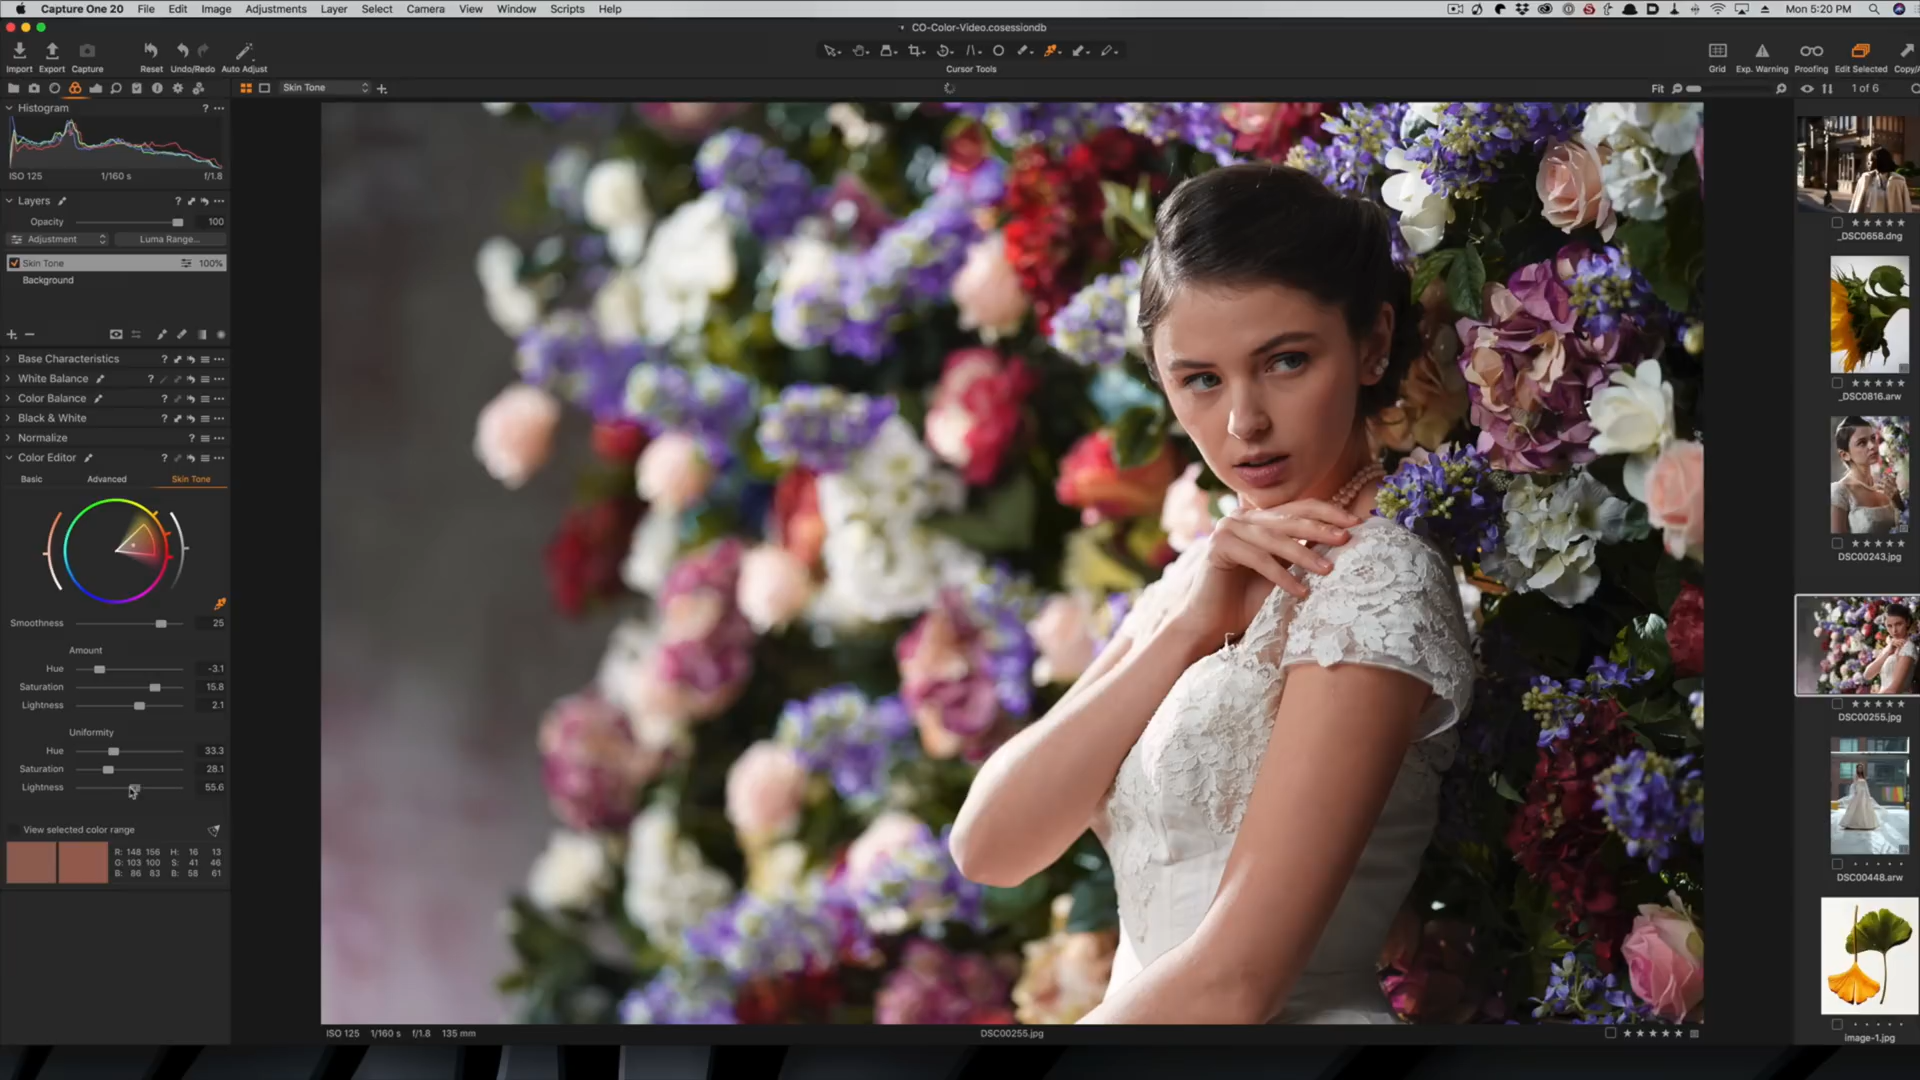 Capture One 20 File Edit Image Adjustments Layer Select Camera View Window Scripts Help
Mon 5:20 PM
CO-Color-Video.cosessiondb
Import Export Capture Reset Undo/Redo Auto Adjust
Cursor Tools
Grid Exp. Warning Proofing Edit Selected
Skin Tone
Fit
1 of 6
Histogram
ISO 125 1/160 s f/1.8
Layers
Opacity 100
Adjustment Luma Range...
Skin Tone 100%
Background
Base Characteristics
White Balance
Color Balance
Black & White
Normalize
Color Editor
Basic Advanced Skin Tone
Smoothness 25
Amount
Hue -3.1
Saturation 15.8
Lightness 2.1
Uniformity
Hue 33.3
Saturation 28.1
Lightness 55.6
View selected color range
R: 148 156 H: 16 13
G: 103 100 S: 41 46
B: 86 83 B: 58 61
ISO 125 1/160 s f/1.8 135 mm
DSC00255.jpg
_DSC0658.dng
_DSC0816.arw
DSC00243.jpg
DSC00255.jpg
DSC00448.arw
image-1.jpg